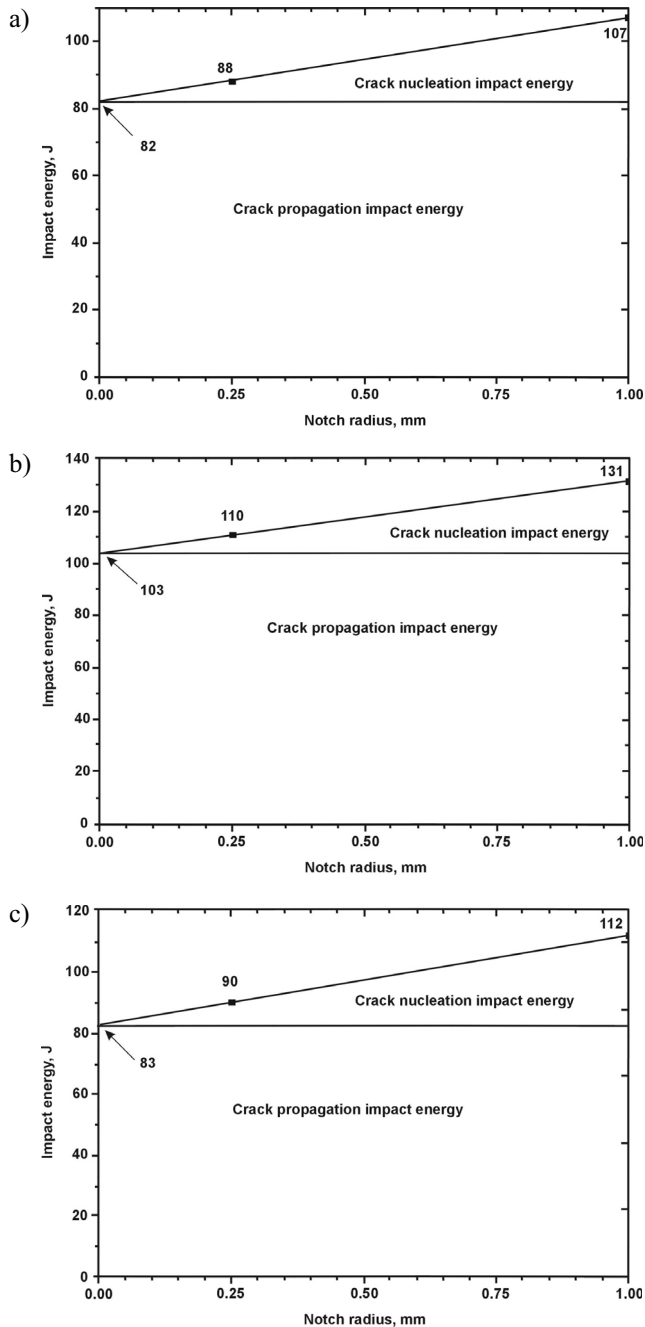 a)
Impact energy, J
100
80
60
40
20
0
88
107
Crack nucleation impact energy
82
Crack propagation impact energy
0.00 0.25 0.50 0.75 1.00
Notch radius, mm
b)
Impact energy, J
140
120
100
80
60
40
20
0
131
110
Crack nucleation impact energy
103
Crack propagation impact energy
0.00 0.25 0.50 0.75 1.00
Notch radius, mm
c)
Impact energy, J
120
100
80
60
40
20
0
112
90
Crack nucleation impact energy
83
Crack propagation impact energy
0.00 0.25 0.50 0.75 1.00
Notch radius, mm